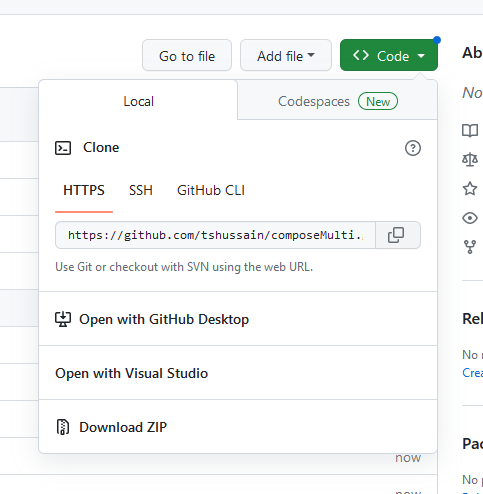 Go to file
Add file
Code
Local
Codespaces New
Clone
HTTPS SSH GitHub CLI
https://github.com/tshussain/composeMulti.
Use Git or checkout with SVN using the web URL.
Open with GitHub Desktop
Open with Visual Studio
Download ZIP
now
now
Ab
No
Rel
No r
Crea
Pac
No p